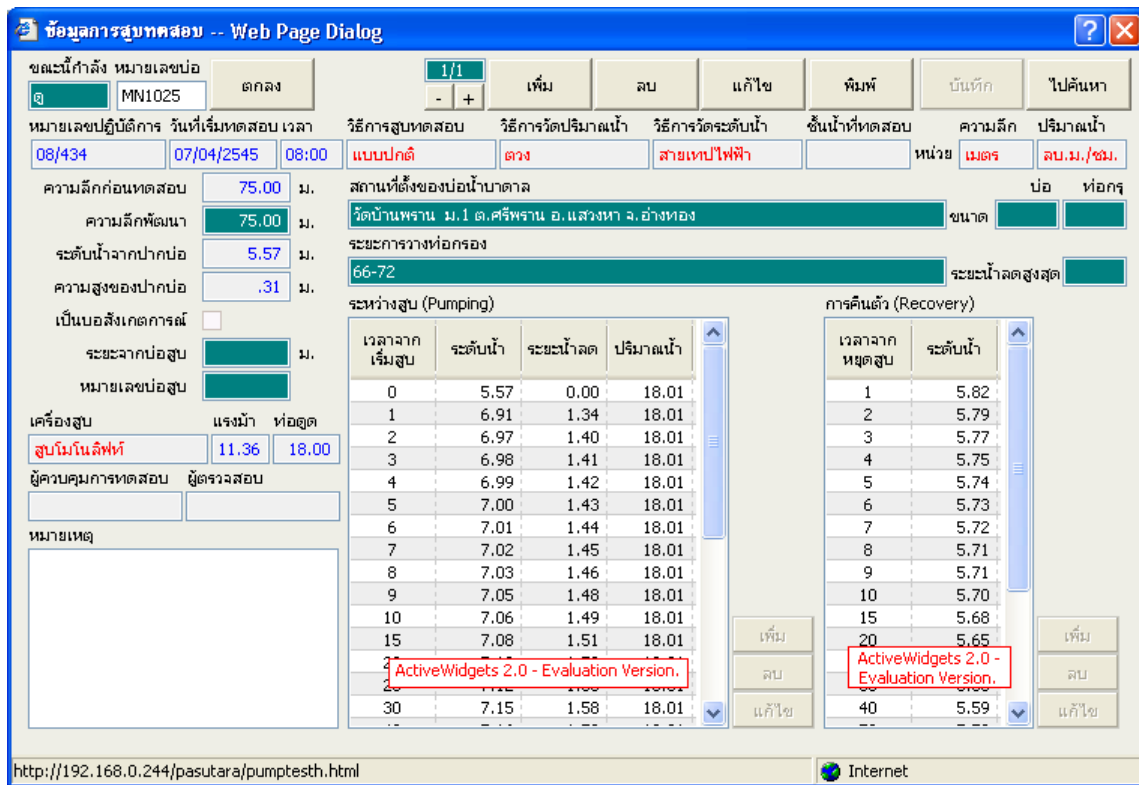 ข้อมูลการสูบทดสอบ -- Web Page Dialog
ขณะนี้กำลัง หมายเลขบ่อ
ดู MN1025 ตกลง 1/1 - + เพิ่ม ลบ แก้ไข พิมพ์ บันทึก ไปค้นหา
หมายเลขปฏิบัติการ วันที่เริ่มทดสอบ เวลา วิธีการสูบทดสอบ วิธีการวัดปริมาณน้ำ วิธีการวัดระดับน้ำ ชั้นน้ำที่ทดสอบ ความลึก ปริมาณน้ำ
08/434 07/04/2545 08:00 แบบปกติ ตวง สายเทปไฟฟ้า หน่วย เมตร ลบ.ม./ชม.
ความลึกก่อนทดสอบ 75.00 ม.
ความลึกพัฒนา 75.00 ม.
ระดับน้ำจากปากบ่อ 5.57 ม.
ความสูงของปากบ่อ .31 ม.
เป็นบอสังเกตการณ์
ระยะจากบ่อสูบ ม.
หมายเลขบ่อสูบ
เครื่องสูบ แรงม้า ท่อดูด
สูบโมโนลิฟท์ 11.36 18.00
ผู้ควบคุมการทดสอบ ผู้ตรวจสอบ
หมายเหตุ
สถานที่ตั้งของบ่อน้ำบาดาล บ่อ ท่อกรุ
วัดบ้านพราน ม.1 ต.ศรีพราน อ.แสวงหา จ.อ่างทอง ขนาด
ระยะการวางท่อกรอง
66-72 ระยะน้ำลดสูงสุด
ระหว่างสูบ (Pumping)
เวลาจากเริ่มสูบ ระดับน้ำ ระยะน้ำลด ปริมาณน้ำ
0 5.57 0.00 18.01
1 6.91 1.34 18.01
2 6.97 1.40 18.01
3 6.98 1.41 18.01
4 6.99 1.42 18.01
5 7.00 1.43 18.01
6 7.01 1.44 18.01
7 7.02 1.45 18.01
8 7.03 1.46 18.01
9 7.05 1.48 18.01
10 7.06 1.49 18.01
15 7.08 1.51 18.01
ActiveWidgets 2.0 - Evaluation Version.
30 7.15 1.58 18.01
เพิ่ม
ลบ
แก้ไข
การคืนตัว (Recovery)
เวลาจากหยุดสูบ ระดับน้ำ
1 5.82
2 5.79
3 5.77
4 5.75
5 5.74
6 5.73
7 5.72
8 5.71
9 5.71
10 5.70
15 5.68
20 5.65
ActiveWidgets 2.0 -
Evaluation Version.
40 5.59
เพิ่ม
ลบ
แก้ไข
http://192.168.0.244/pasutara/pumptesth.html Internet